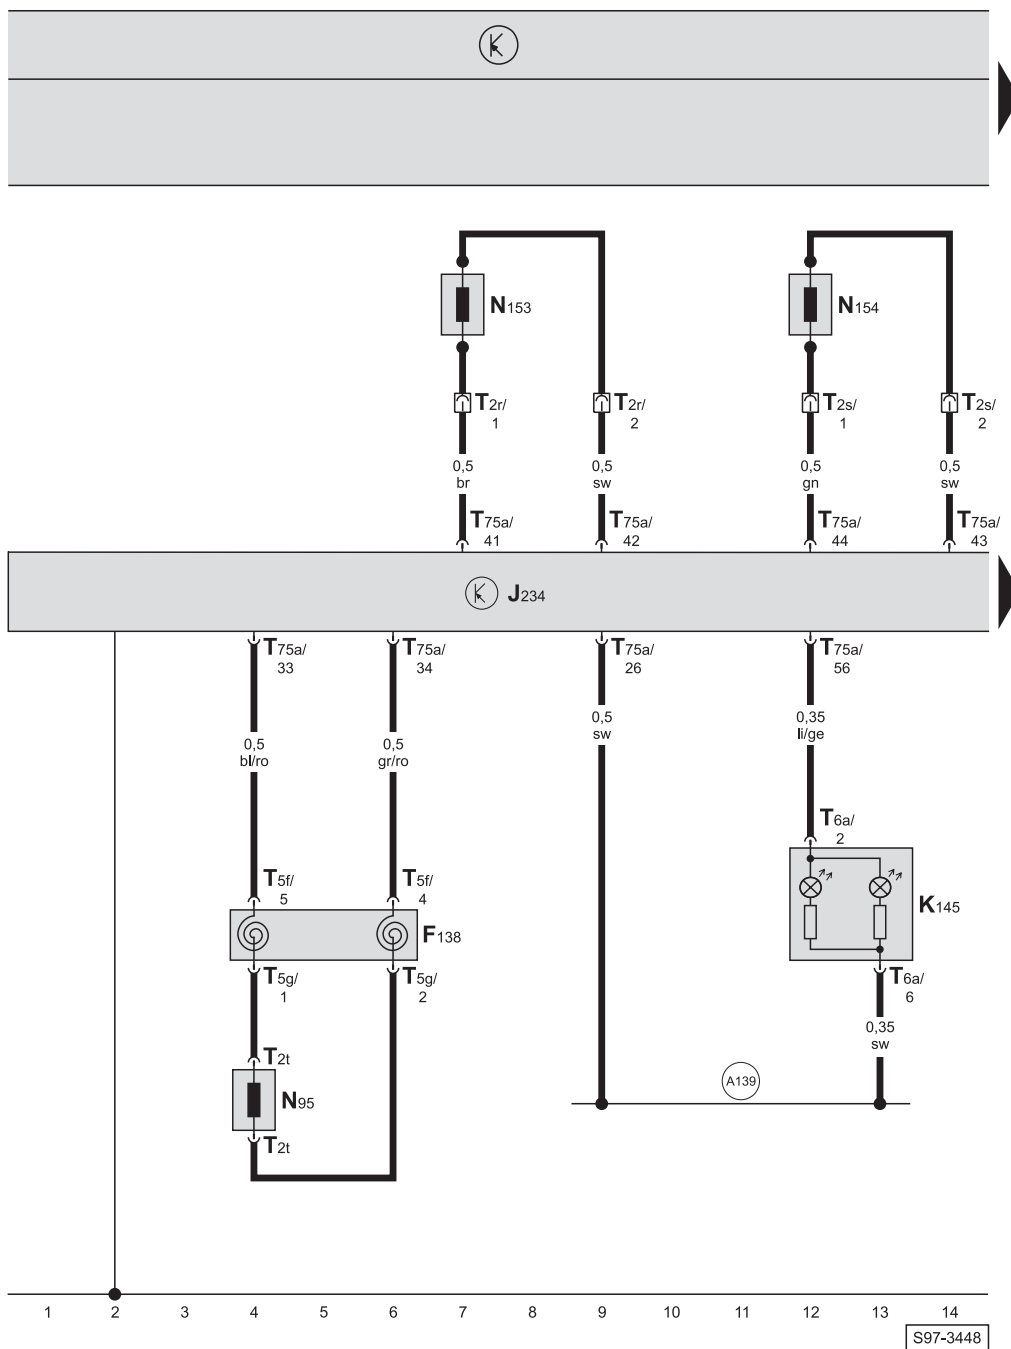 N153
N154
T2r/
1
T2r/
2
T2s/
1
T2s/
2
0,5
br
0,5
sw
0,5
gn
0,5
sw
T75a/
41
T75a/
42
T75a/
44
T75a/
43
J234
T75a/
33
T75a/
34
T75a/
26
T75a/
56
0,5
bl/ro
0,5
gr/ro
0,5
sw
0,35
li/ge
T6a/
2
T5f/
5
T5f/
4
K145
F138
T5g/
1
T5g/
2
T6a/
6
0,35
sw
T2t
A139
N95
T2t
1 2 3 4 5 6 7 8 9 10 11 12 13 14
S97-3448